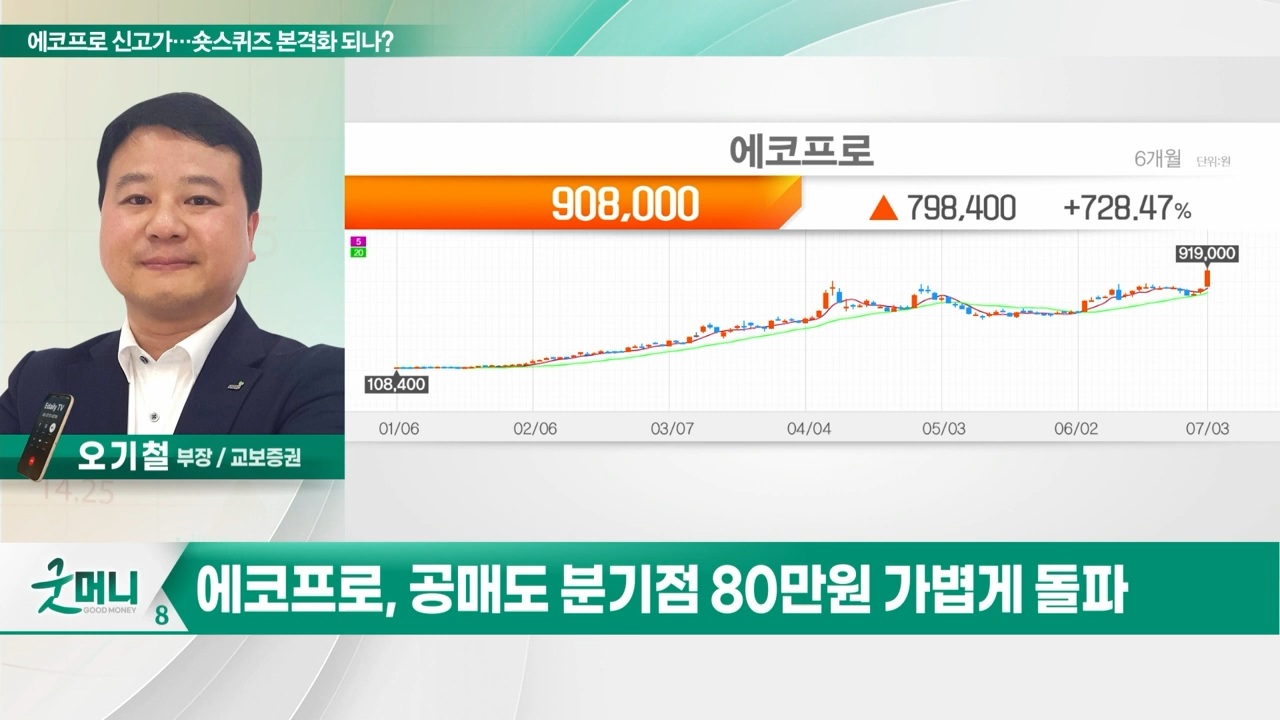 에코프로 신고가…숏스퀴즈 본격화 되나?
에코프로
6개월 단위:원
908,000 ▲ 798,400 +728.47%
5
20
919,000
108,400
01/06 02/06 03/07 04/04 05/03 06/02 07/03
Edaily TV
오기철 부장 / 교보증권
14.25
굿머니
GOOD MONEY
8
에코프로, 공매도 분기점 80만원 가볍게 돌파